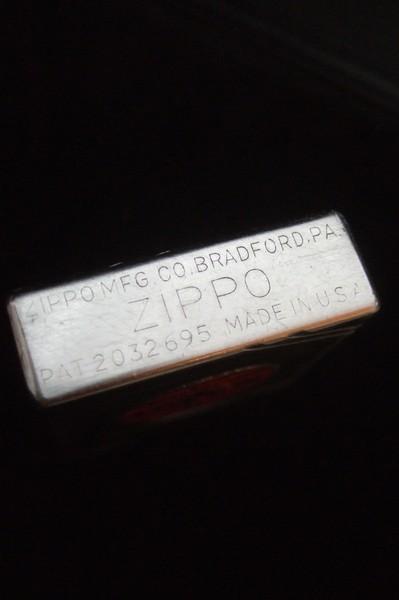 ZIPPO MFG. CO. BRADFORD, PA.
ZIPPO
PAT 2032695 MADE IN U S A